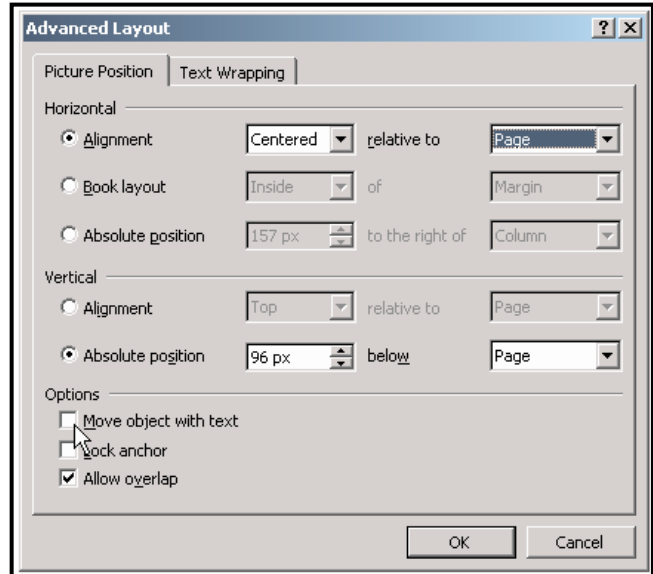 Advanced Layout
Picture Position Text Wrapping
Horizontal
Alignment Centered relative to Page
Book layout Inside of Margin
Absolute position 157 px to the right of Column
Vertical
Alignment Top relative to Page
Absolute position 96 px below Page
Options
Move object with text
Lock anchor
Allow overlap
OK Cancel